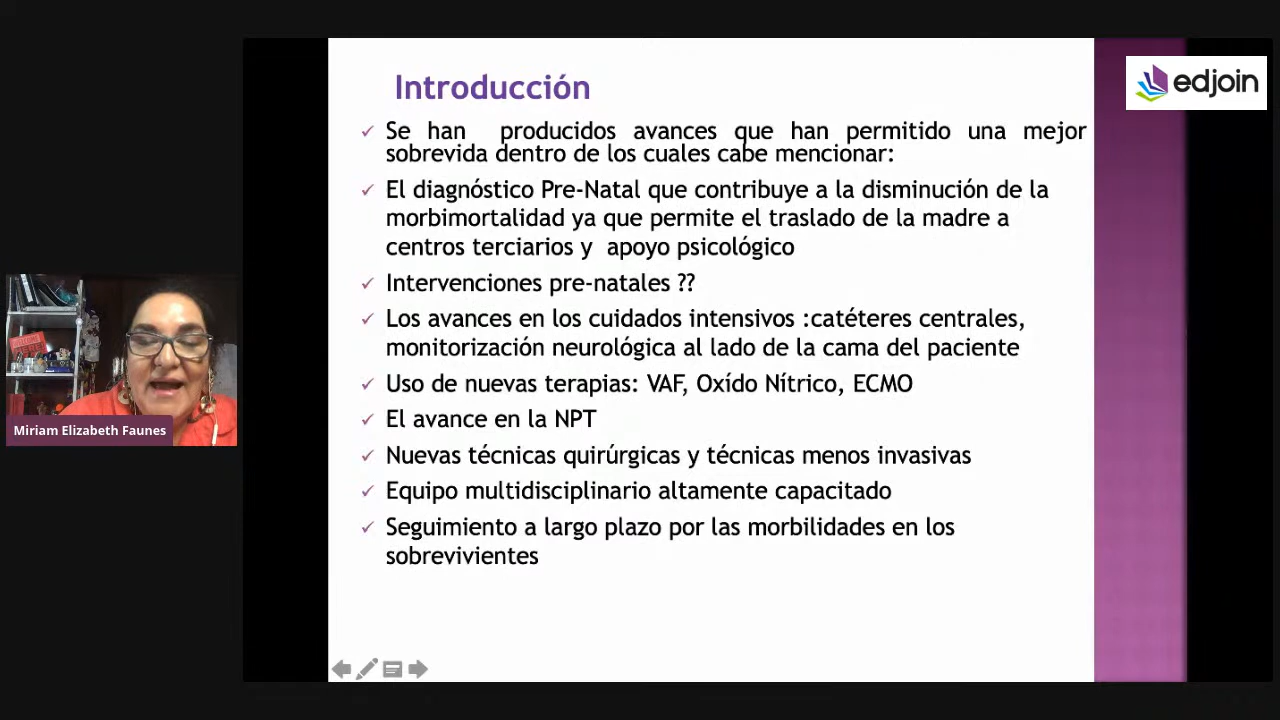 edjoin
Introducción
Se han producidos avances que han permitido una mejor
sobrevida dentro de los cuales cabe mencionar:
El diagnóstico Pre-Natal que contribuye a la disminución de la
morbimortalidad ya que permite el traslado de la madre a
centros terciarios y apoyo psicológico
Intervenciones pre-natales ??
Los avances en los cuidados intensivos :catéteres centrales,
monitorización neurológica al lado de la cama del paciente
Uso de nuevas terapias: VAF, Oxído Nítrico, ECMO
El avance en la NPT
Nuevas técnicas quirúrgicas y técnicas menos invasivas
Equipo multidisciplinario altamente capacitado
Seguimiento a largo plazo por las morbilidades en los
sobrevivientes
Miriam Elizabeth Faunes